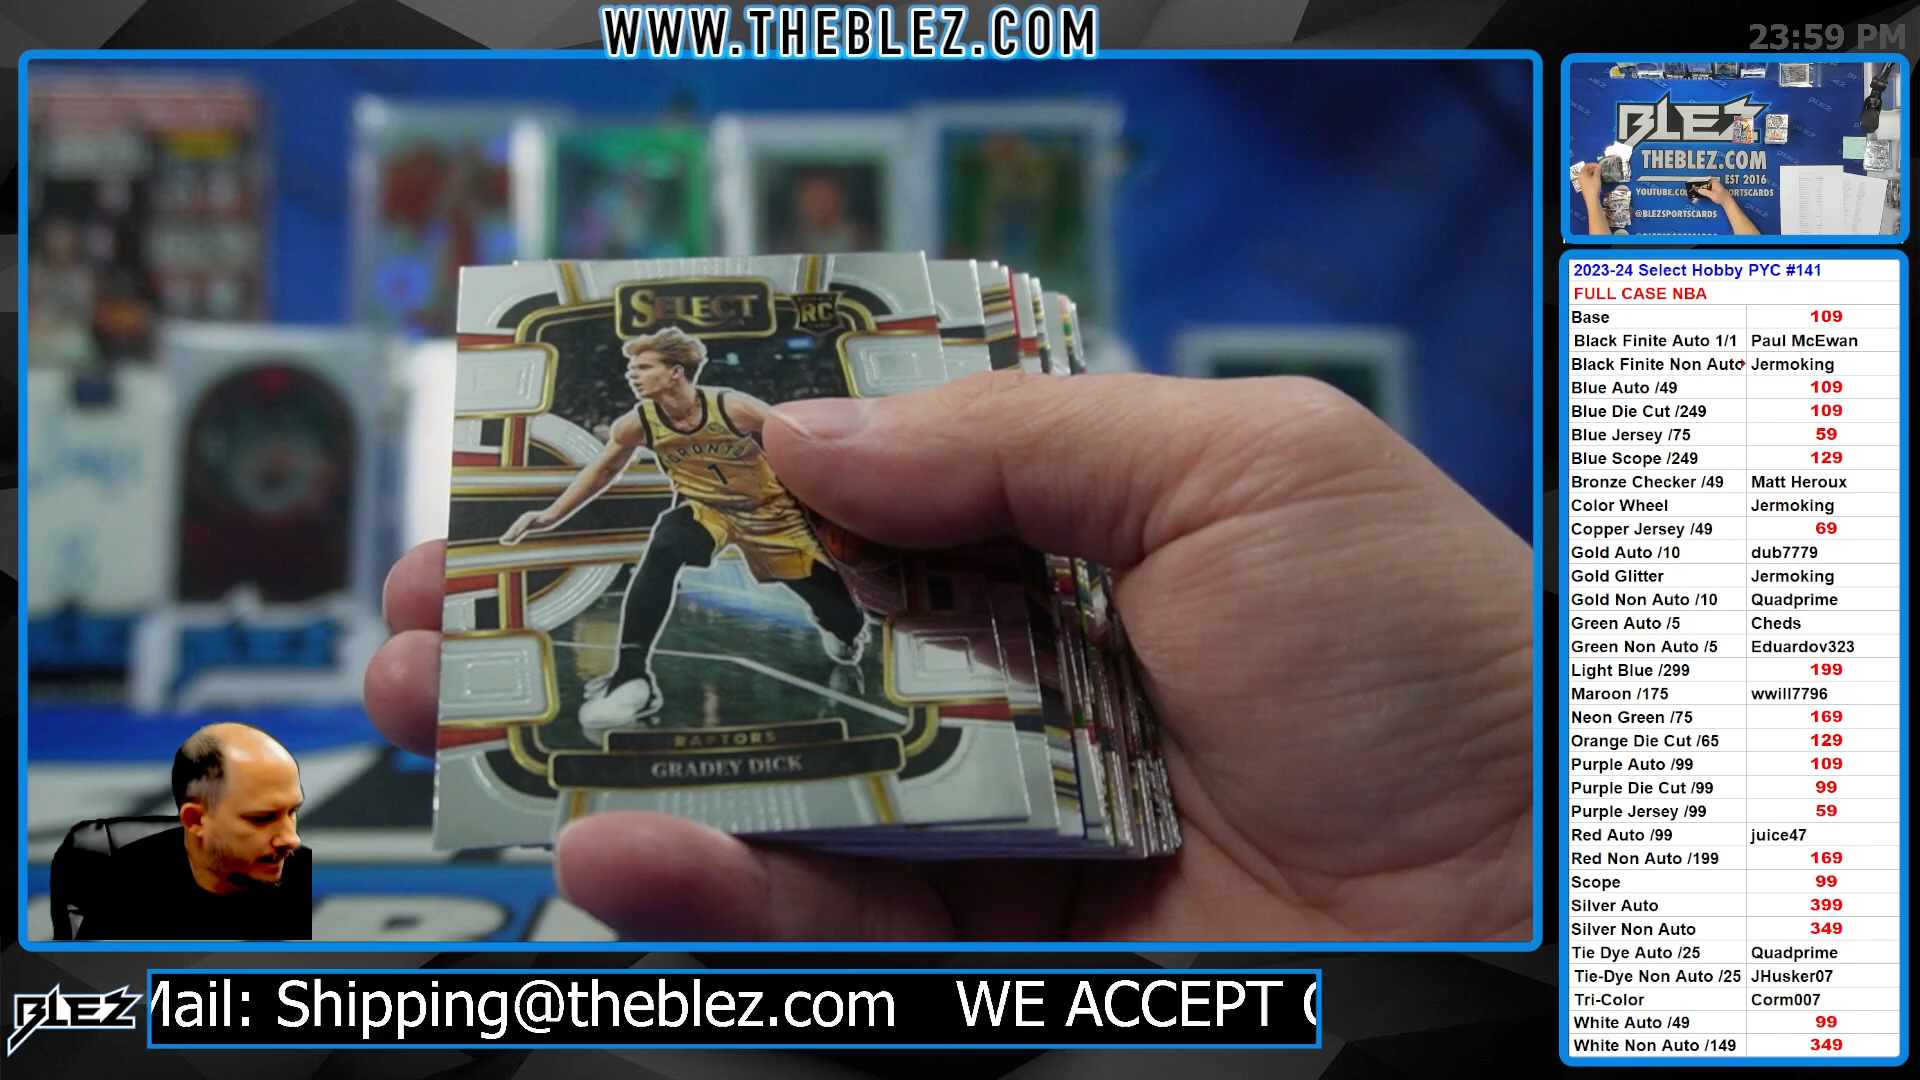 WWW.THEBLEZ.COM
23:59 PM
SELECT
RC
TORONTO
1
RAPTORS
GRADEY DICK
BLEZ
THEBLEZ.COM
EST 2016
@BLEZSPORTSCARDS
2023-24 Select Hobby PYC #141
FULL CASE NBA
Base 109
Black Finite Auto 1/1 Paul McEwan
Black Finite Non Auto Jermoking
Blue Auto /49 109
Blue Die Cut /249 109
Blue Jersey /75 59
Blue Scope /249 129
Bronze Checker /49 Matt Heroux
Color Wheel Jermoking
Copper Jersey /49 69
Gold Auto /10 dub7779
Gold Glitter Jermoking
Gold Non Auto /10 Quadprime
Green Auto /5 Cheds
Green Non Auto /5 Eduardov323
Light Blue /299 199
Maroon /175 wwill7796
Neon Green /75 169
Orange Die Cut /65 129
Purple Auto /99 109
Purple Die Cut /99 99
Purple Jersey /99 59
Red Auto /99 juice47
Red Non Auto /199 169
Scope 99
Silver Auto 399
Silver Non Auto 349
Tie Dye Auto /25 Quadprime
Tie-Dye Non Auto /25 JHusker07
Tri-Color Corm007
White Auto /49 99
White Non Auto /149 349
BLEZ
Mail: Shipping@theblez.com WE ACCEPT